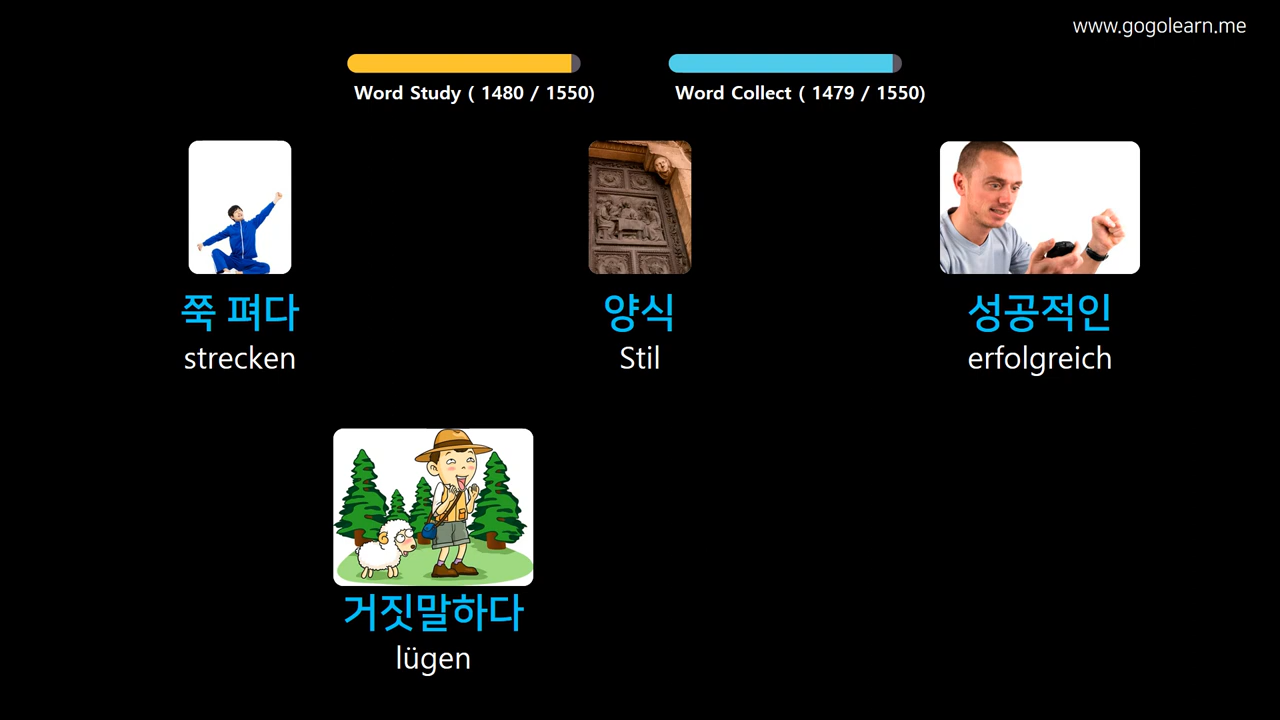 www.gogolearn.me
Word Study ( 1480 / 1550)
Word Collect ( 1479 / 1550)
쭉 펴다
strecken
양식
Stil
성공적인
erfolgreich
거짓말하다
lügen